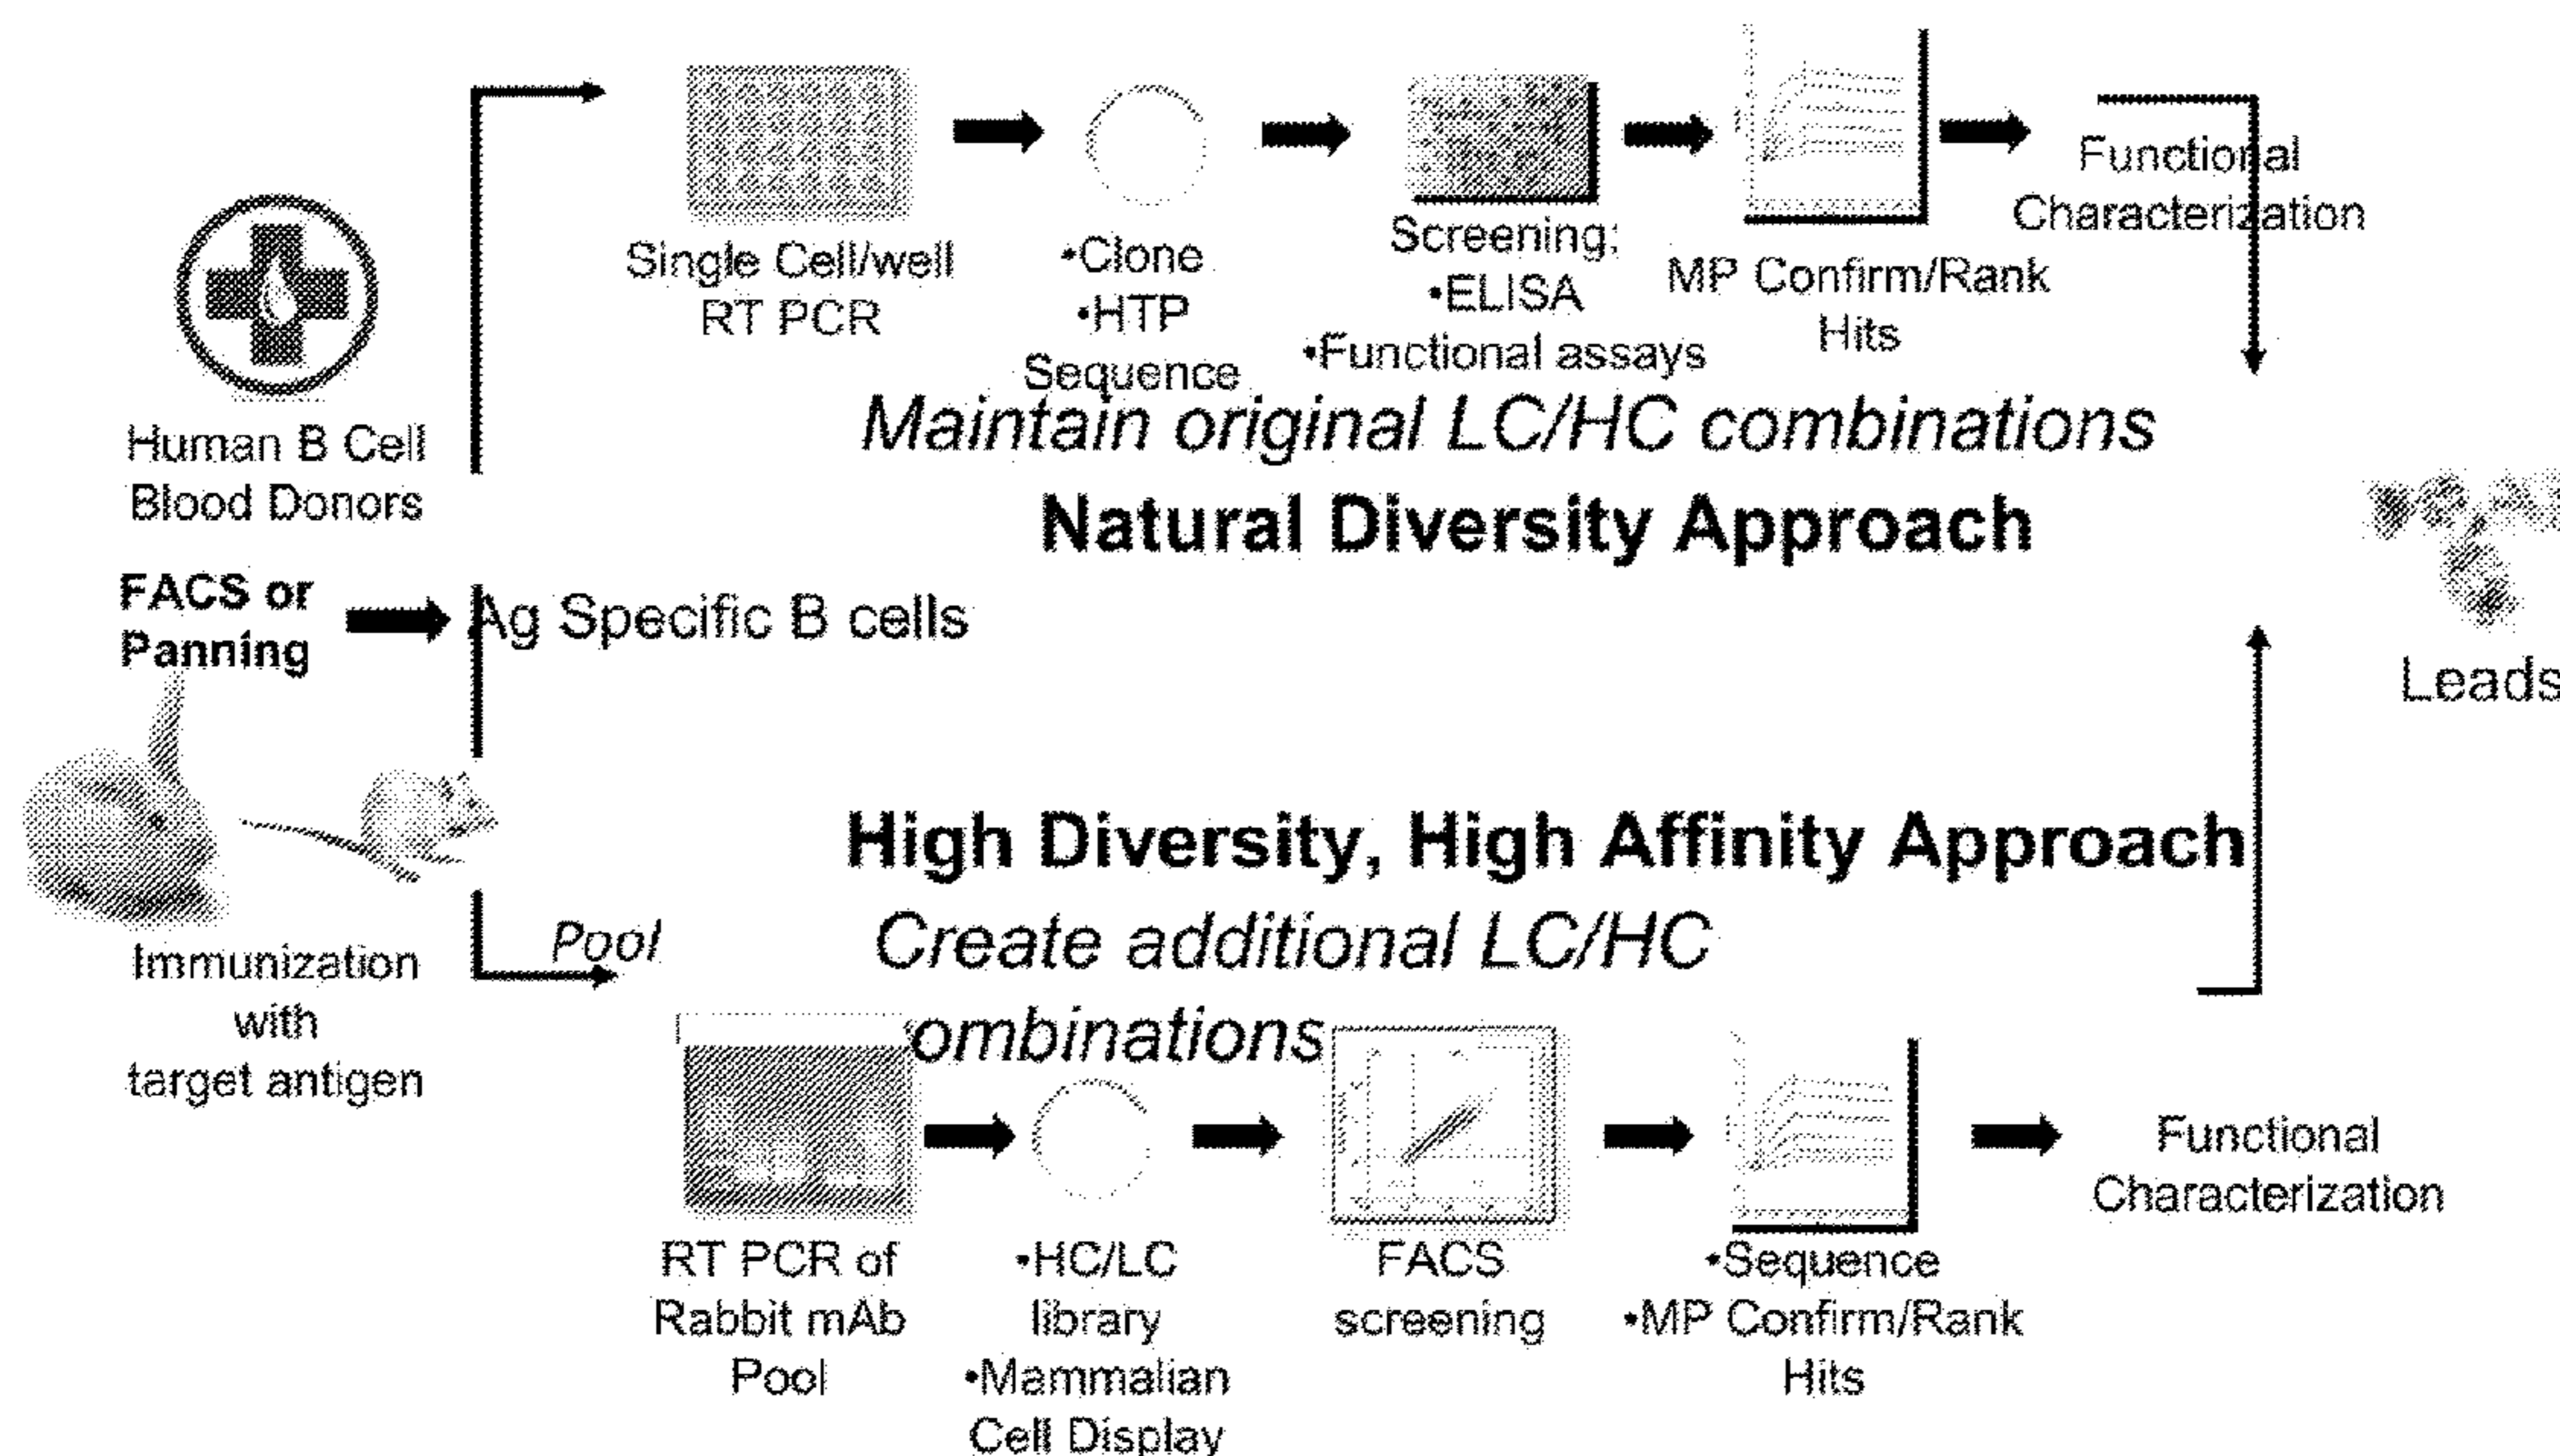 Human B Cell
Blood Donors
FACS or
Panning
Ag Specific B cells
Immunization
with
target antigen
Single Cell/well
RT PCR
•Clone
•HTP
Sequence
Screening:
•ELISA
•Functional assays
MP Confirm/Rank
Hits
Functional
Characterization
Maintain original LC/HC combinations
Natural Diversity Approach
Leads
High Diversity, High Affinity Approach
Create additional LC/HC
ombinations
Pool
RT PCR of
Rabbit mAb
Pool
•HC/LC
library
•Mammalian
Cell Display
FACS
screening
•Sequence
•MP Confirm/Rank
Hits
Functional
Characterization